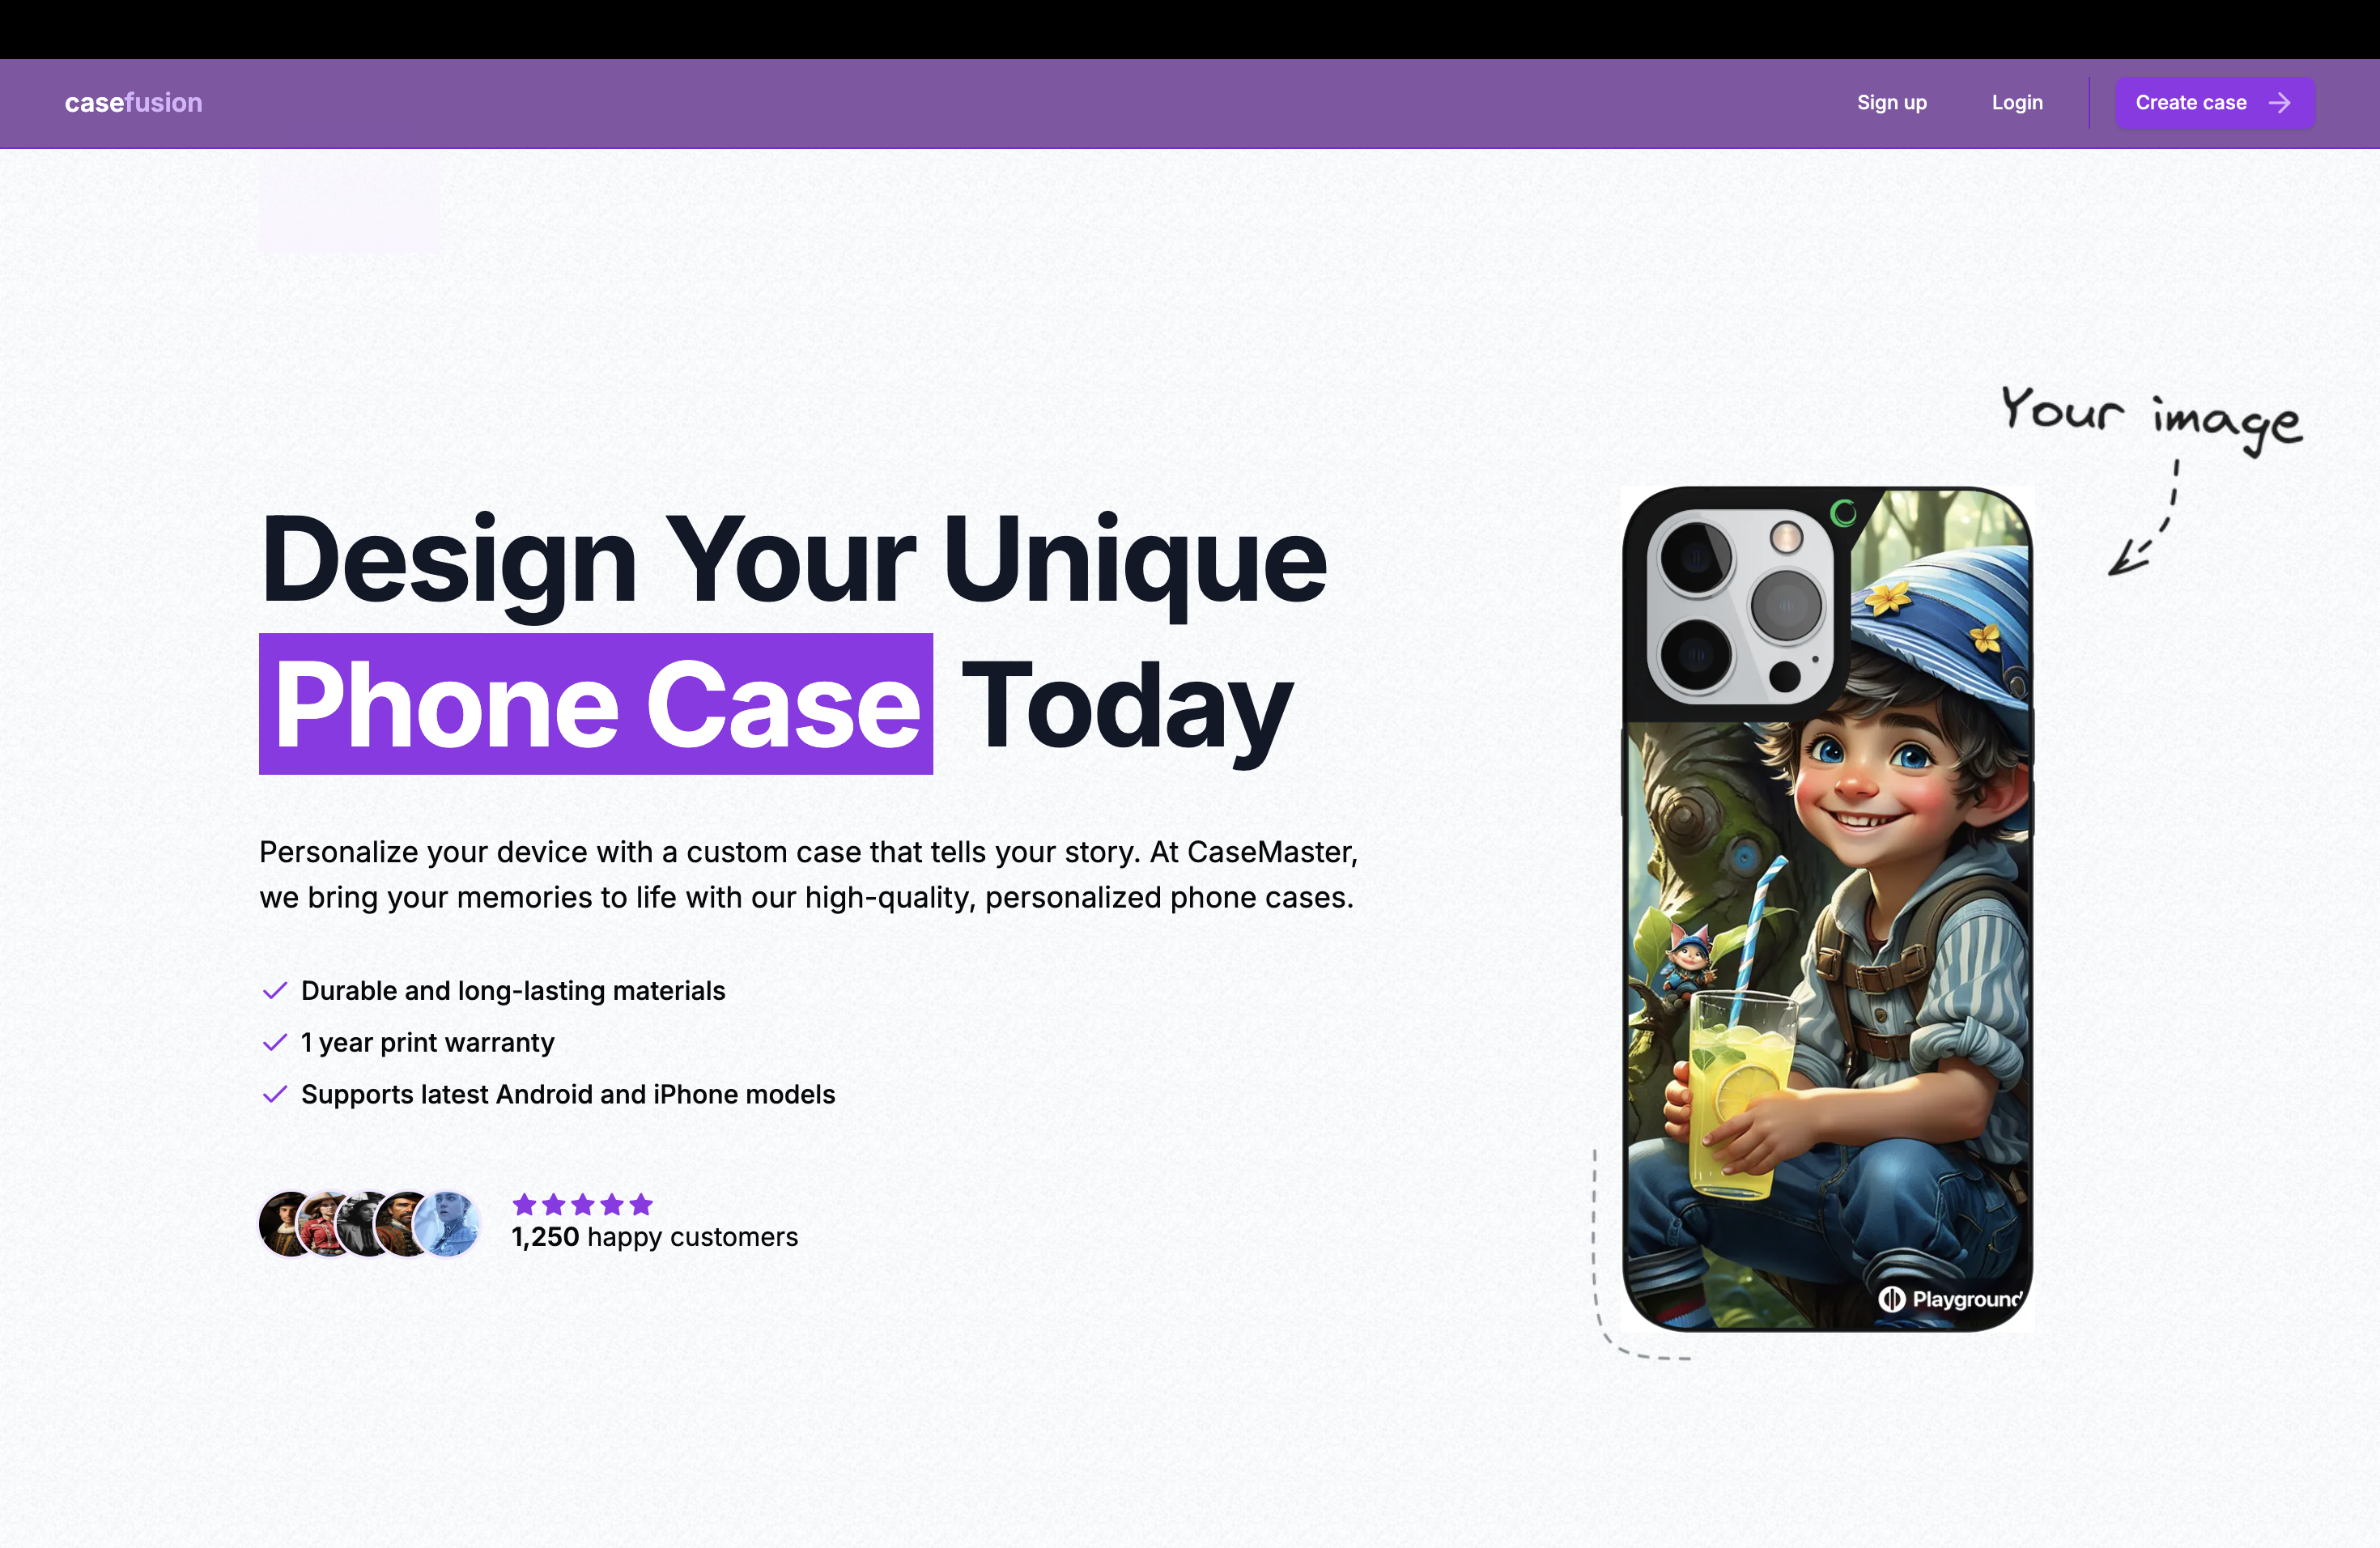 casefusion
Sign up
Login
Create case
Your image
Design Your Unique
Phone Case Today
Personalize your device with a custom case that tells your story. At CaseMaster,
we bring your memories to life with our high-quality, personalized phone cases.
Durable and long-lasting materials
1 year print warranty
Supports latest Android and iPhone models
1,250 happy customers
Playground